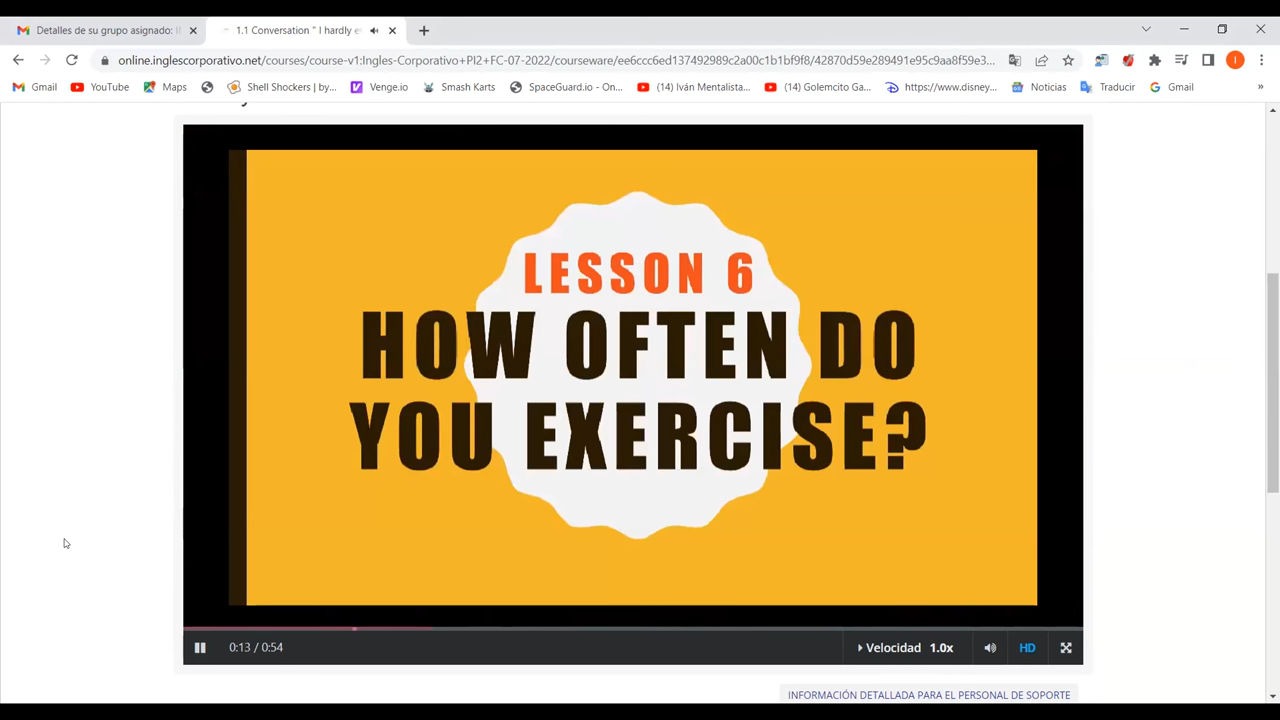 Detalles de su grupo asignado: I
1.1 Conversation " I hardly e
online.inglescorporativo.net/courses/course-v1:Ingles-Corporativo+PI2+FC-07-2022/courseware/ee6ccc6ed137492989c2a00c1b1bf9f8/42f10d59e289491e95c9aa8f59e3...
Gmail YouTube Maps Shell Shockers | by... Venge.io Smash Karts SpaceGuard.io - On... (14) Iván Mentalista... (14) Golemcito Ga... https://www.disney... Noticias Traducir Gmail »
LESSON 6
HOW OFTEN DO
YOU EXERCISE?
0:13 / 0:54 Velocidad 1.0x HD
INFORMACIÓN DETALLADA PARA EL PERSONAL DE SOPORTE